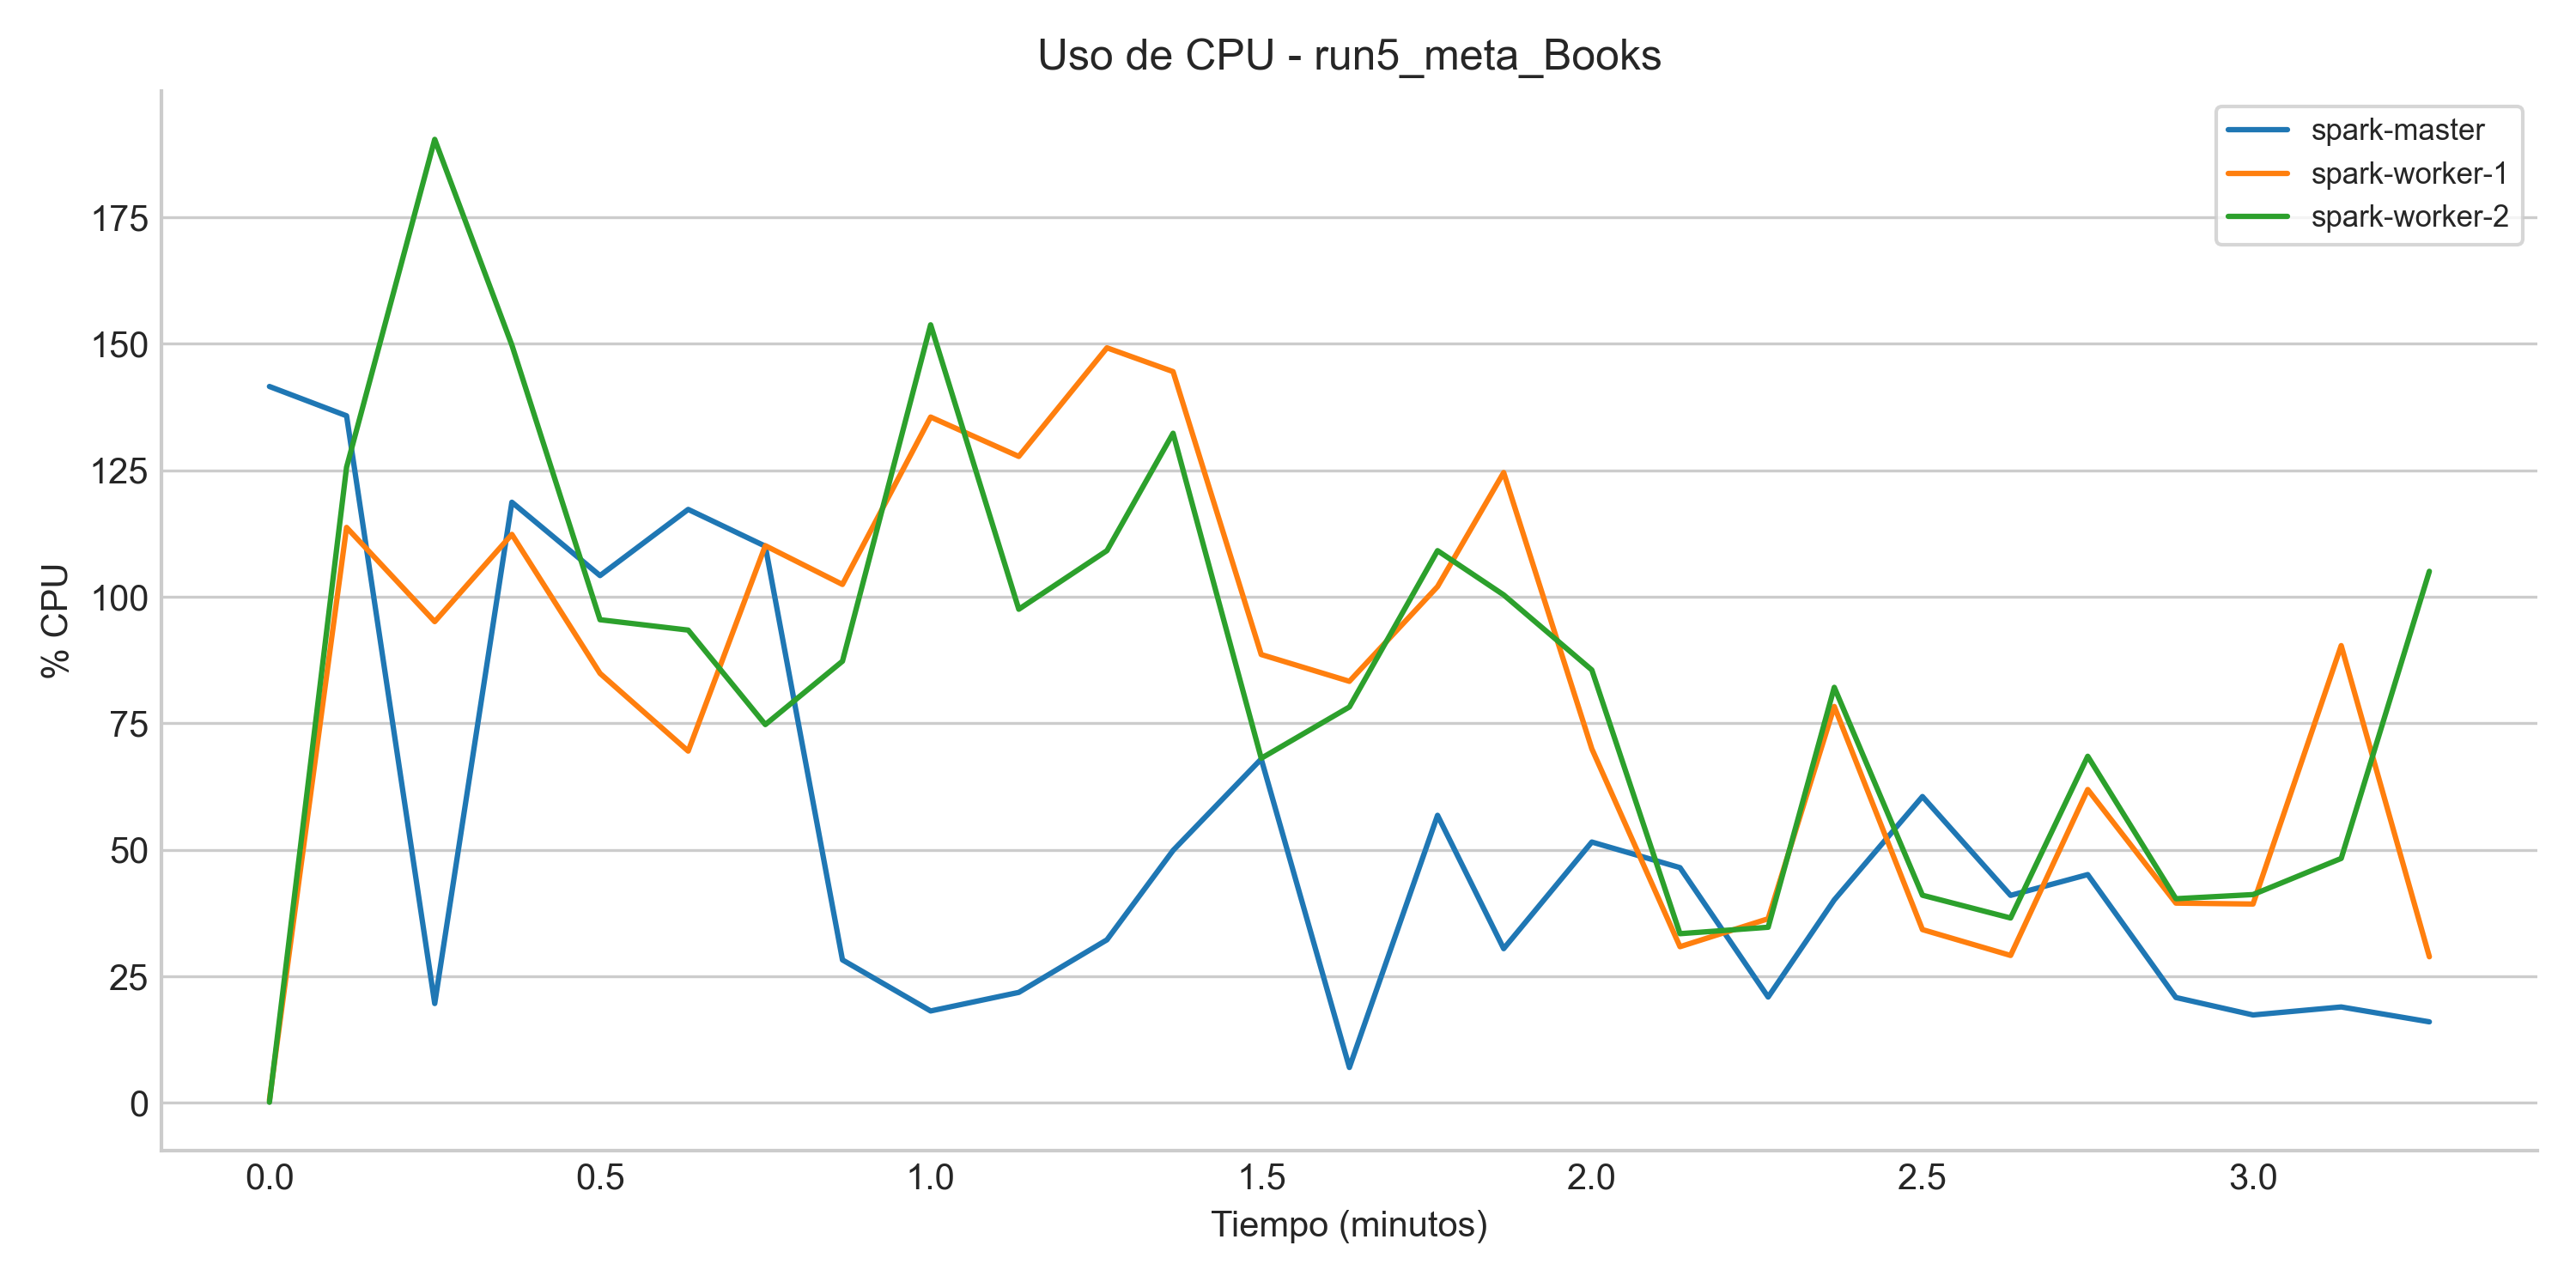 Uso de CPU - run5_meta_Books
spark-master
spark-worker-1
spark-worker-2
% CPU
175
150
125
100
75
50
25
0
0.0 0.5 1.0 1.5 2.0 2.5 3.0
Tiempo (minutos)